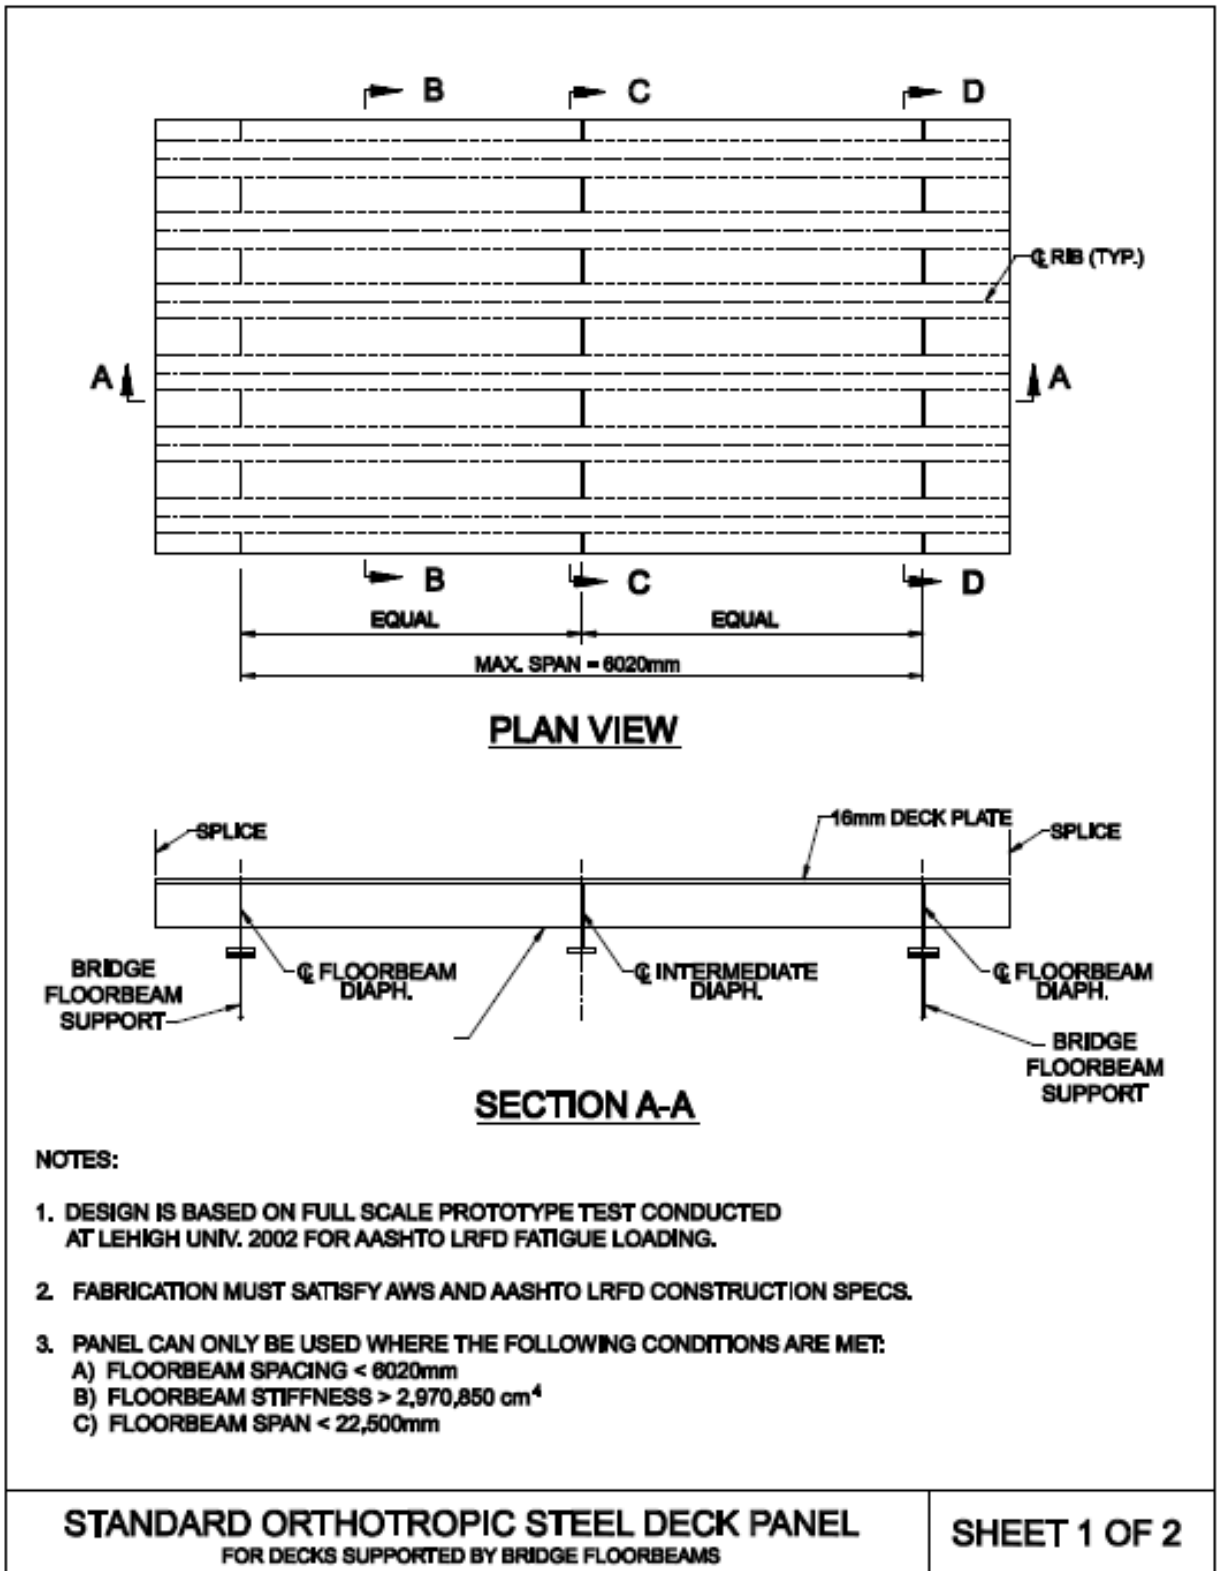 B C D
℄ RIB (TYP.)
A A
B C D
EQUAL EQUAL
MAX. SPAN = 6020mm
PLAN VIEW
SPLICE
16mm DECK PLATE
SPLICE
BRIDGE
FLOORBEAM
SUPPORT
℄ FLOORBEAM
DIAPH.
℄ INTERMEDIATE
DIAPH.
℄ FLOORBEAM
DIAPH.
BRIDGE
FLOORBEAM
SUPPORT
SECTION A-A
NOTES:
1. DESIGN IS BASED ON FULL SCALE PROTOTYPE TEST CONDUCTED
AT LEHIGH UNIV. 2002 FOR AASHTO LRFD FATIGUE LOADING.
2. FABRICATION MUST SATISFY AWS AND AASHTO LRFD CONSTRUCTION SPECS.
3. PANEL CAN ONLY BE USED WHERE THE FOLLOWING CONDITIONS ARE MET:
A) FLOORBEAM SPACING < 6020mm
B) FLOORBEAM STIFFNESS > 2,970,850 cm⁴
C) FLOORBEAM SPAN < 22,500mm
STANDARD ORTHOTROPIC STEEL DECK PANEL
FOR DECKS SUPPORTED BY BRIDGE FLOORBEAMS
SHEET 1 OF 2